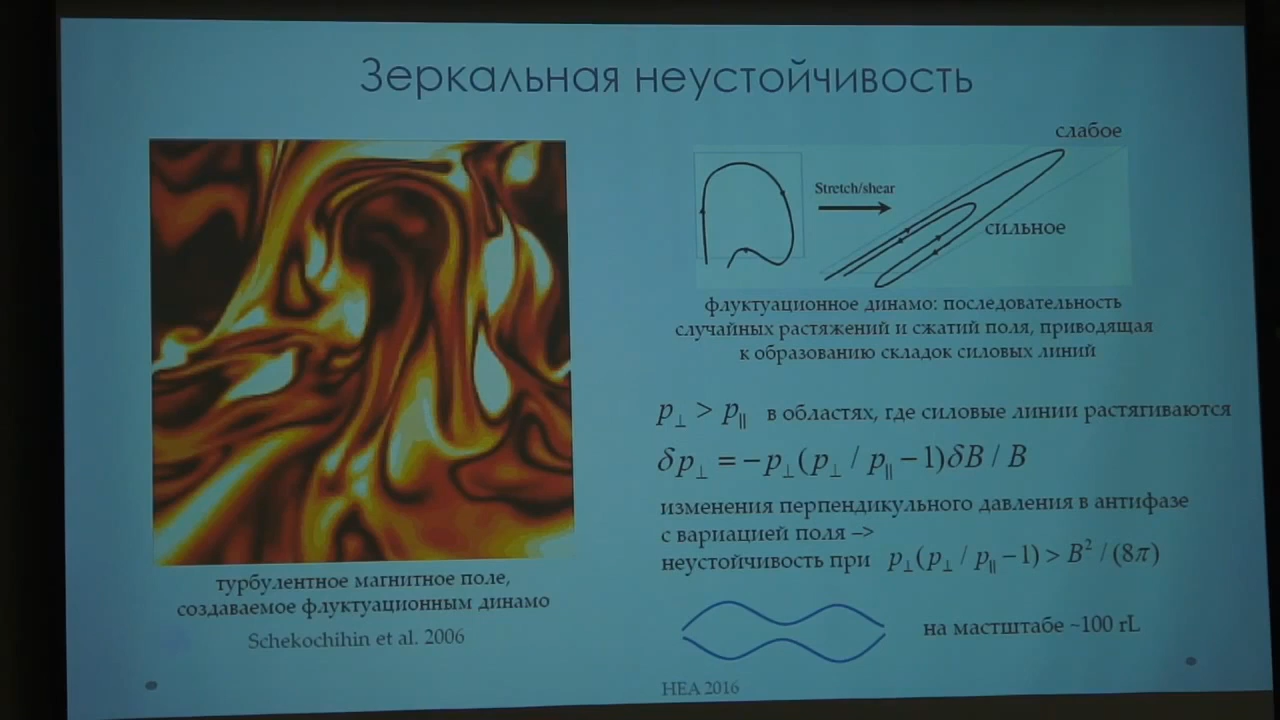 Зеркальная неустойчивость
слабое
Stretch/shear
сильное
флуктуационное динамо: последовательность
случайных растяжений и сжатий поля, приводящая
к образованию складок силовых линий
p⊥ > p∥ в областях, где силовые линии растягиваются
δp⊥ = −p⊥(p⊥ / p∥ −1)δB / B
изменения перпендикульного давления в антифазе
с вариацией поля –>
неустойчивость при p⊥(p⊥ / p∥ −1) > B² / (8π)
на мастштабе ~100 rL
турбулентное магнитное поле,
создаваемое флуктуационным динамо
Schekochihin et al. 2006
HEA 2016